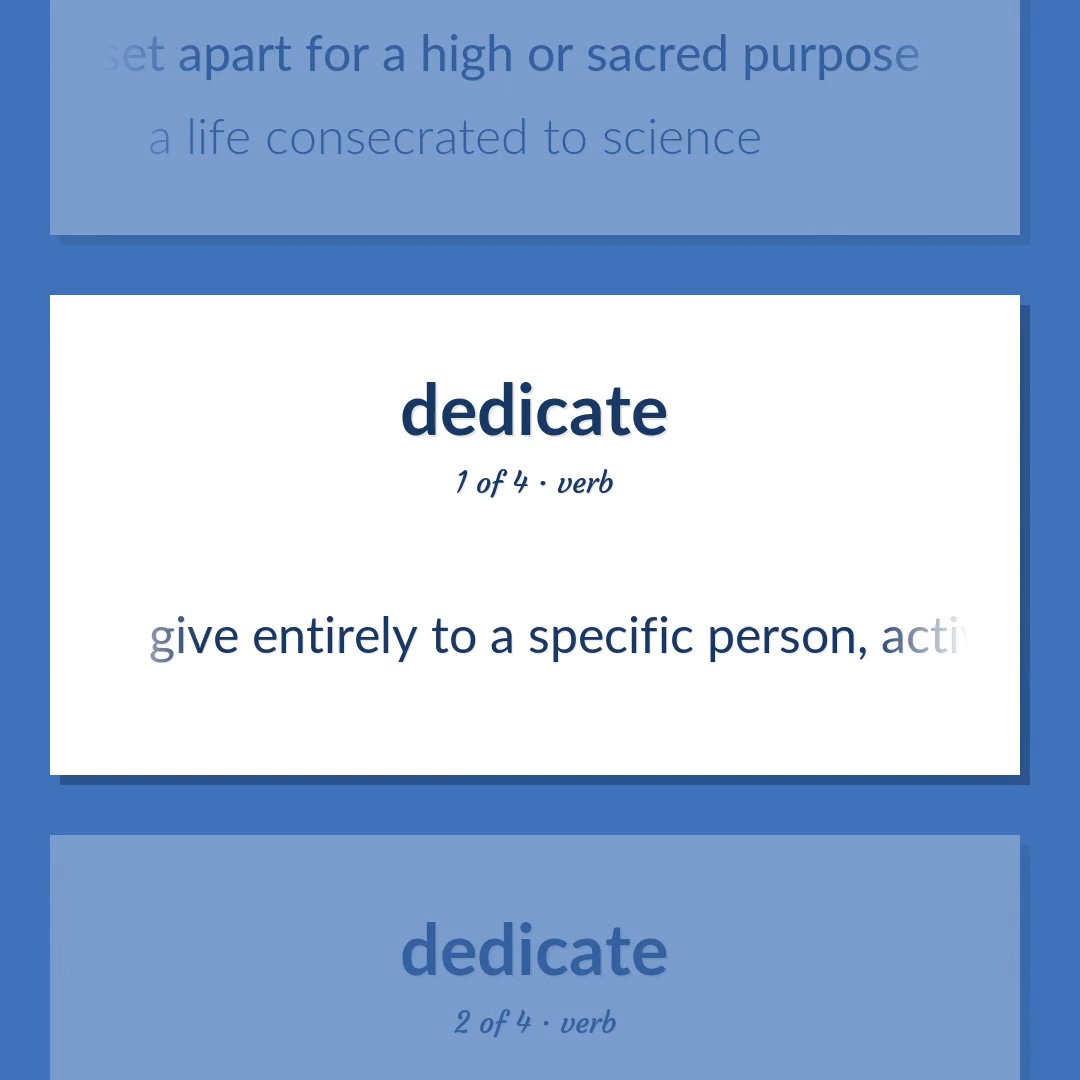 set apart for a high or sacred purpose
a life consecrated to science
dedicate
1 of 4 · verb
give entirely to a specific person,
dedicate
2 of 4 · verb